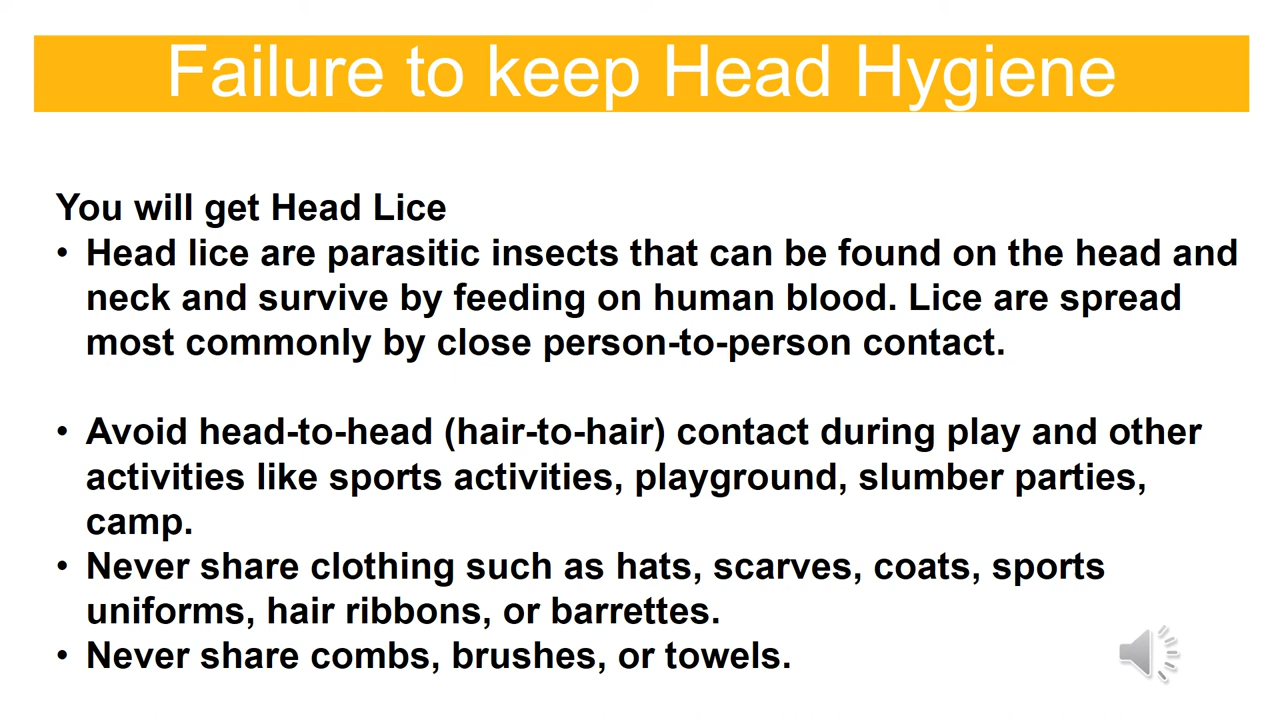 Failure to keep Head Hygiene
You will get Head Lice
• Head lice are parasitic insects that can be found on the head and
neck and survive by feeding on human blood. Lice are spread
most commonly by close person-to-person contact.
• Avoid head-to-head (hair-to-hair) contact during play and other
activities like sports activities, playground, slumber parties,
camp.
• Never share clothing such as hats, scarves, coats, sports
uniforms, hair ribbons, or barrettes.
• Never share combs, brushes, or towels.